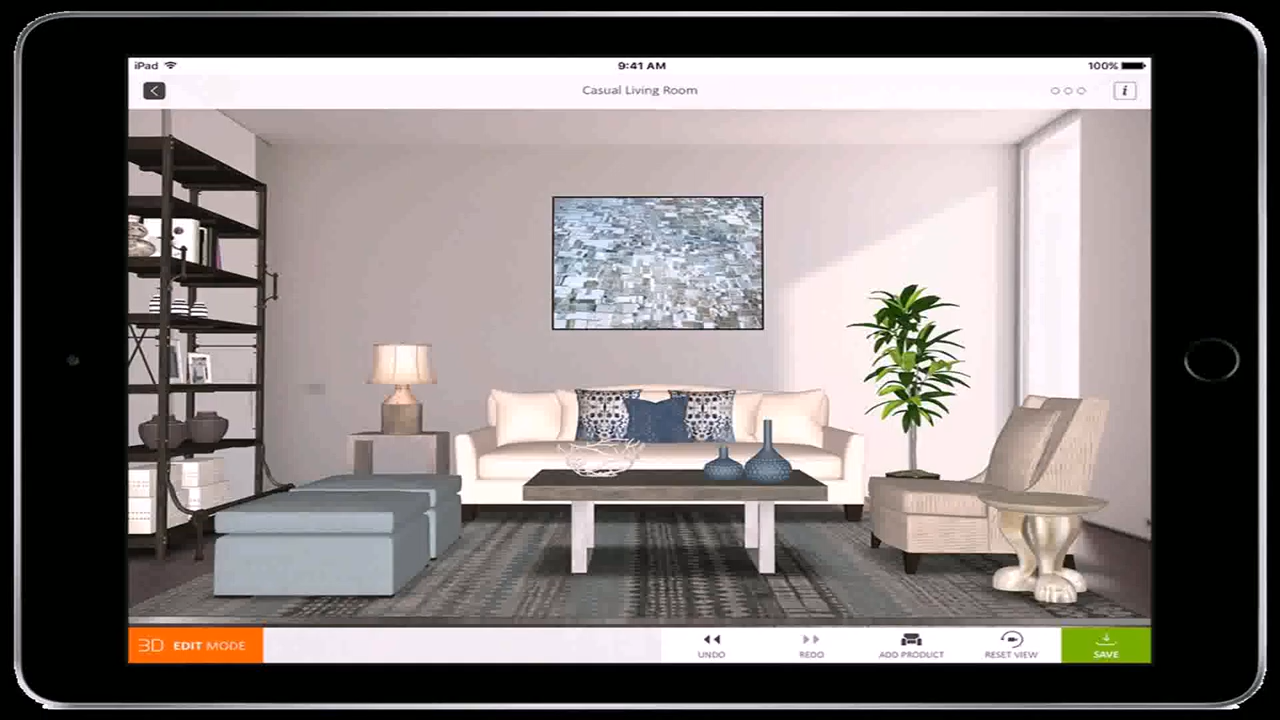 iPad 9:41 AM 100%
Casual Living Room
i
3D EDIT MODE
UNDO
REDO
ADD PRODUCT
RESET VIEW
SAVE